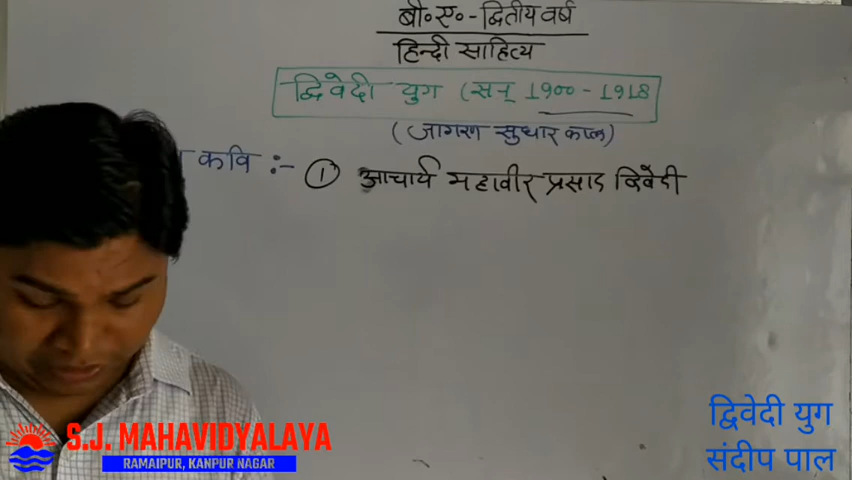 बी०ए०-द्वितीय वर्ष
हिन्दी साहित्य
द्विवेदी युग (सन् 1900-1918
(जागरण सुधार काल)
कवि :- ① आचार्य महावीर प्रसाद द्विवेदी
द्विवेदी युग
संदीप पाल
S.J. MAHAVIDYALAYA
RAMAIPUR, KANPUR NAGAR